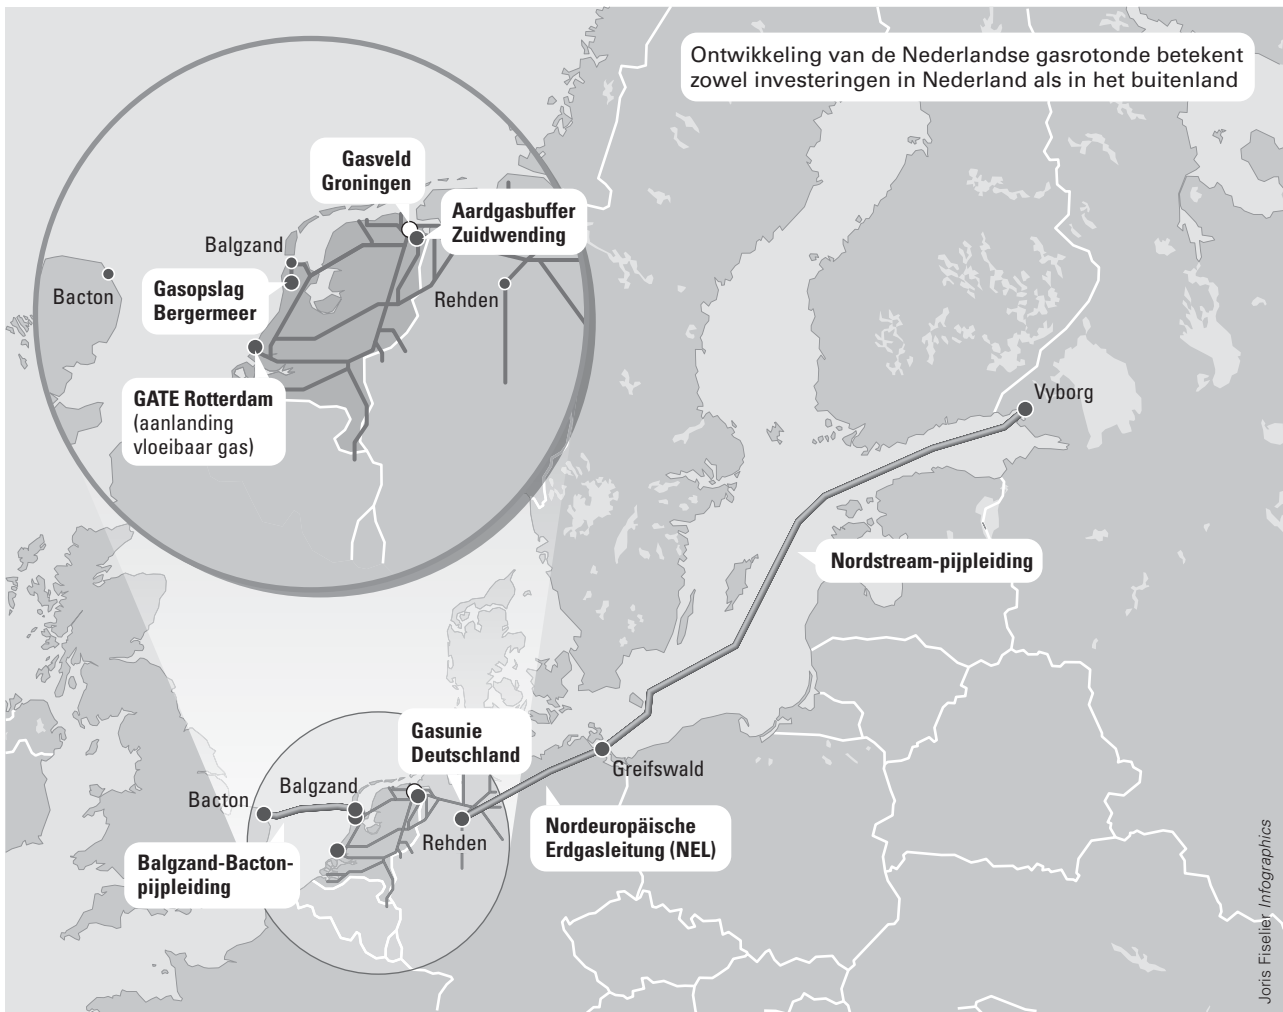 Ontwikkeling van de Nederlandse gasrotonde betekent
zowel investeringen in Nederland als in het buitenland
Gasveld
Groningen
Aardgasbuffer
Zuidwending
Balgzand
Bacton
Gasopslag
Bergermeer
Rehden
GATE Rotterdam
(aanlanding
vloeibaar gas)
Vyborg
Nordstream-pijpleiding
Gasunie
Deutschland
Greifswald
Balgzand
Bacton
Rehden
Nordeuropäische
Erdgasleitung (NEL)
Balgzand-Bacton-
pijpleiding
Joris Fiselier Infographics